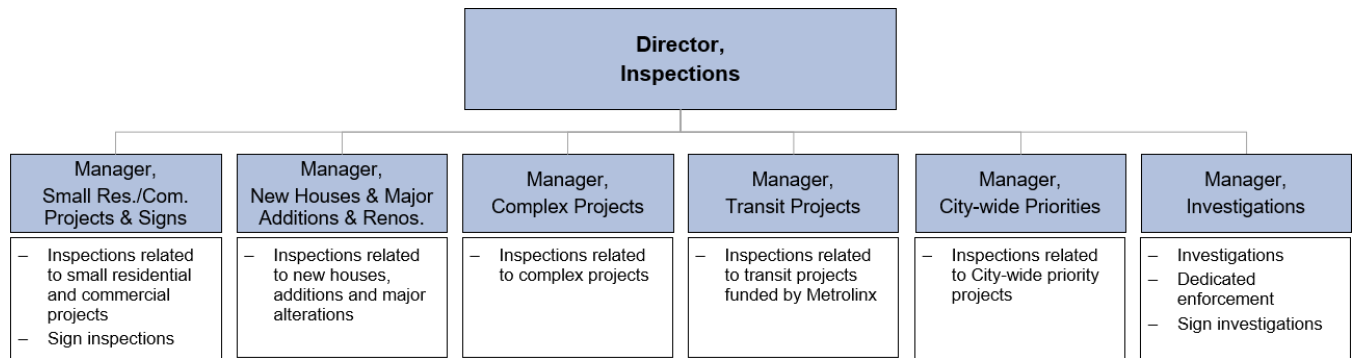 Director,
Inspections
Manager,
Small Res./Com.
Projects & Signs
– Inspections related
to small residential
and commercial
projects
– Sign inspections
Manager,
New Houses & Major
Additions & Renos.
– Inspections related
to new houses,
additions and major
alterations
Manager,
Complex Projects
– Inspections related
to complex projects
Manager,
Transit Projects
– Inspections related
to transit projects
funded by Metrolinx
Manager,
City-wide Priorities
– Inspections related
to City-wide priority
projects
Manager,
Investigations
– Investigations
– Dedicated
enforcement
– Sign investigations